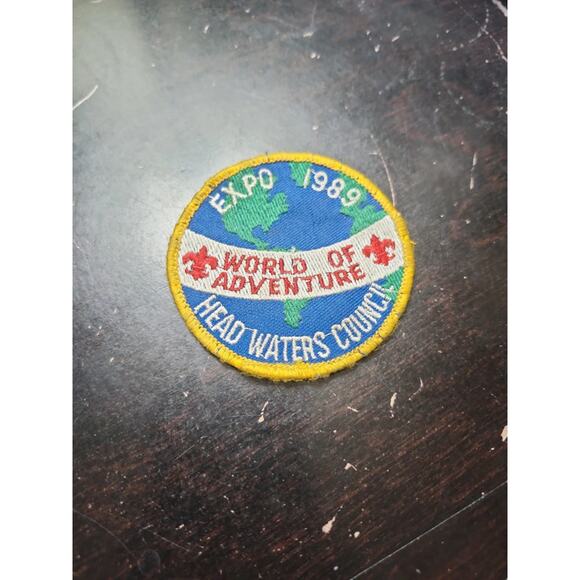 EXPO 1989
WORLD OF
ADVENTURE
HEAD WATERS COUNCIL